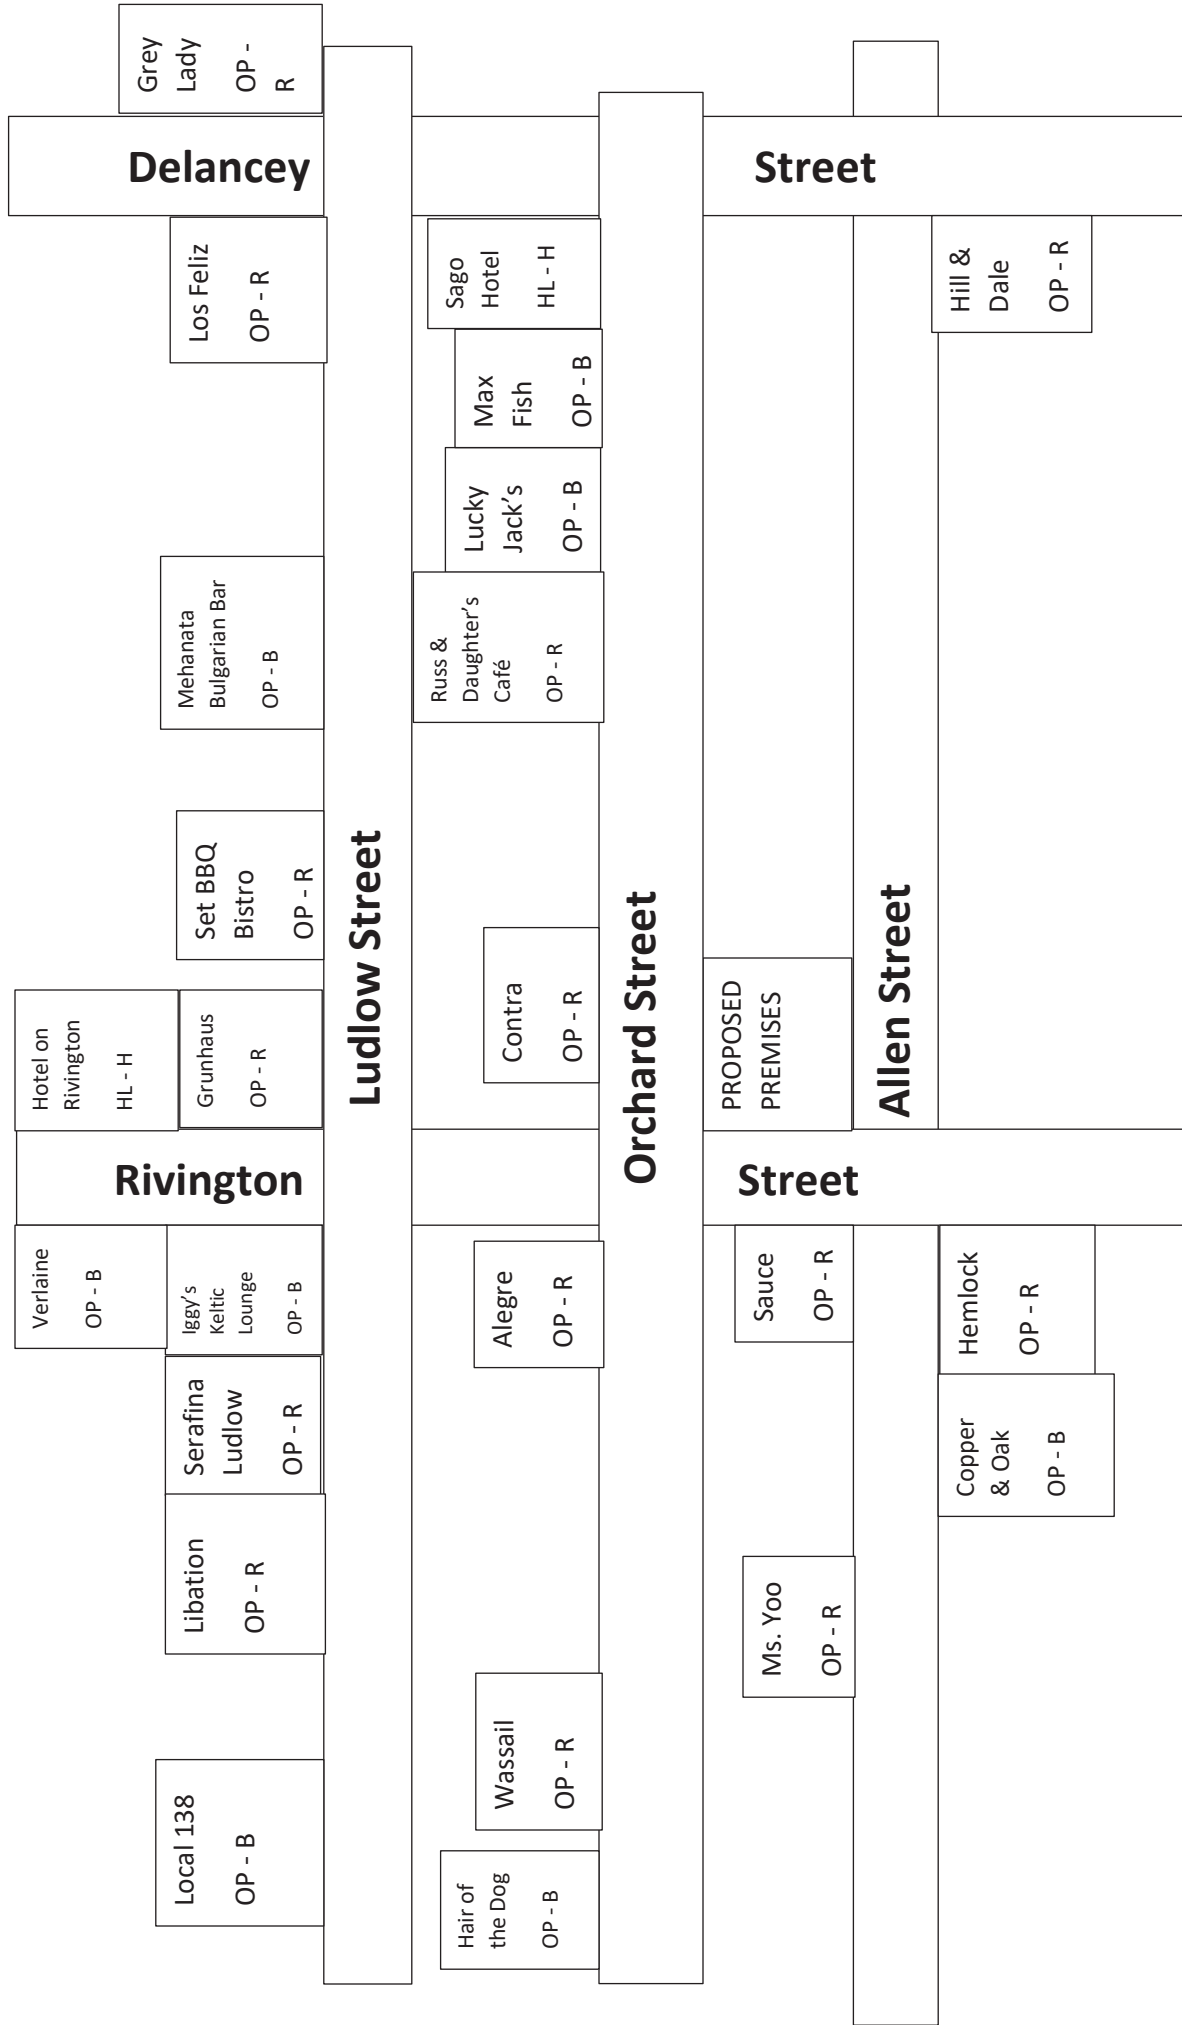 Grey
Lady
OP -
R
Delancey
Street
Los Feliz
OP - R
Sago
Hotel
HL - H
Hill &
Dale
OP - R
Max
Fish
OP - B
Lucky
Jack's
OP - B
Mehanata
Bulgarian Bar
OP - B
Russ &
Daughter's
Café
OP - R
Set BBQ
Bistro
OP - R
Ludlow Street
Contra
OP - R
Orchard Street
PROPOSED
PREMISES
Allen Street
Hotel on
Rivington
HL - H
Grunhaus
OP - R
Rivington
Street
Verlaine
OP - B
Iggy's
Keltic
Lounge
OP - B
Alegre
OP - R
Sauce
OP - R
Hemlock
OP - R
Serafina
Ludlow
OP - R
Copper
& Oak
OP - B
Libation
OP - R
Ms. Yoo
OP - R
Wassail
OP - R
Local 138
OP - B
Hair of
the Dog
OP - B